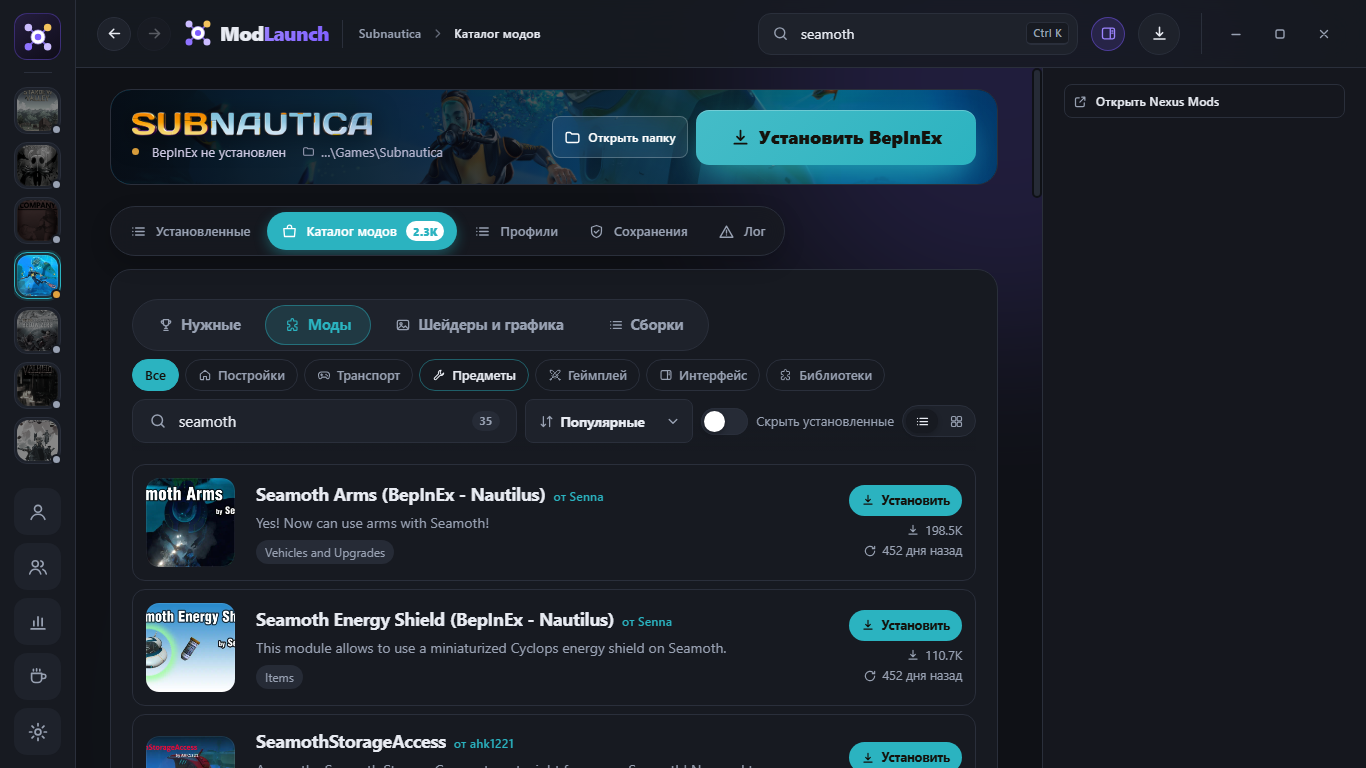 ModLaunch
Subnautica
Каталог модов
seamoth
Ctrl K
Открыть Nexus Mods
SUBNAUTICA
BepInEx не установлен
...\Games\Subnautica
Открыть папку
Установить BepInEx
Установленные
Каталог модов 2.3K
Профили
Сохранения
Лог
Нужные
Моды
Шейдеры и графика
Сборки
Все
Постройки
Транспорт
Предметы
Геймплей
Интерфейс
Библиотеки
seamoth
35
Популярные
Скрыть установленные
moth Arms
by Se
Seamoth Arms (BepInEx - Nautilus) от Senna
Yes! Now can use arms with Seamoth!
Vehicles and Upgrades
Установить
198.5K
452 дня назад
moth Energy Sh
by Se
Seamoth Energy Shield (BepInEx - Nautilus) от Senna
This module allows to use a miniaturized Cyclops energy shield on Seamoth.
Items
Установить
110.7K
452 дня назад
SeamothStorageAccess от ahk1221
Установить